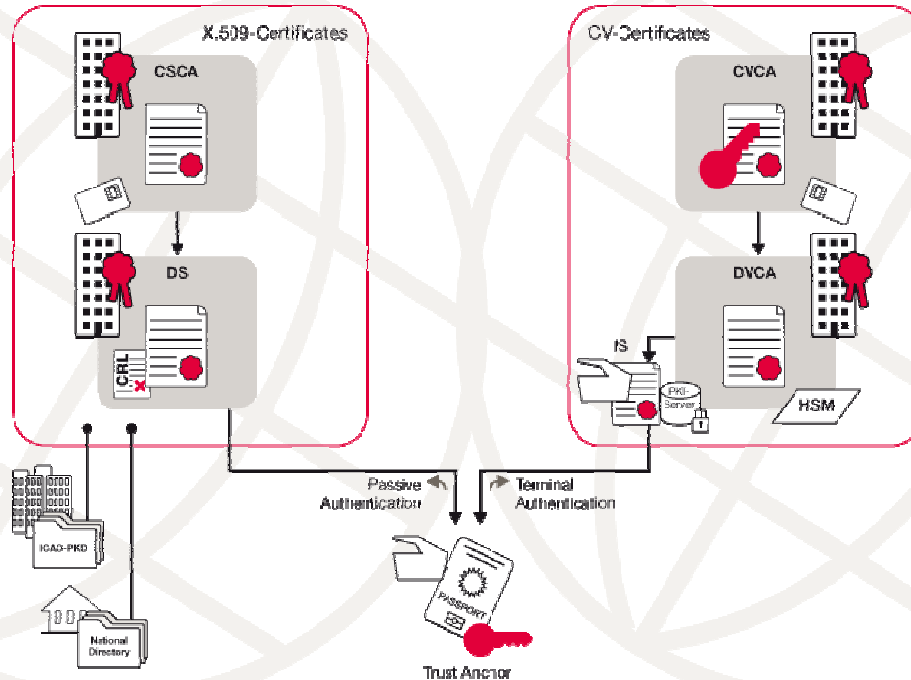 X.509-Certificates
CSCA
DS
CRL
ICAO-PKD
National
Directory
CV-Certificates
CVCA
DVCA
IS
PKI-
Server
HSM
Passive
Authentication
Terminal
Authentication
PASSPORT
Trust Anchor